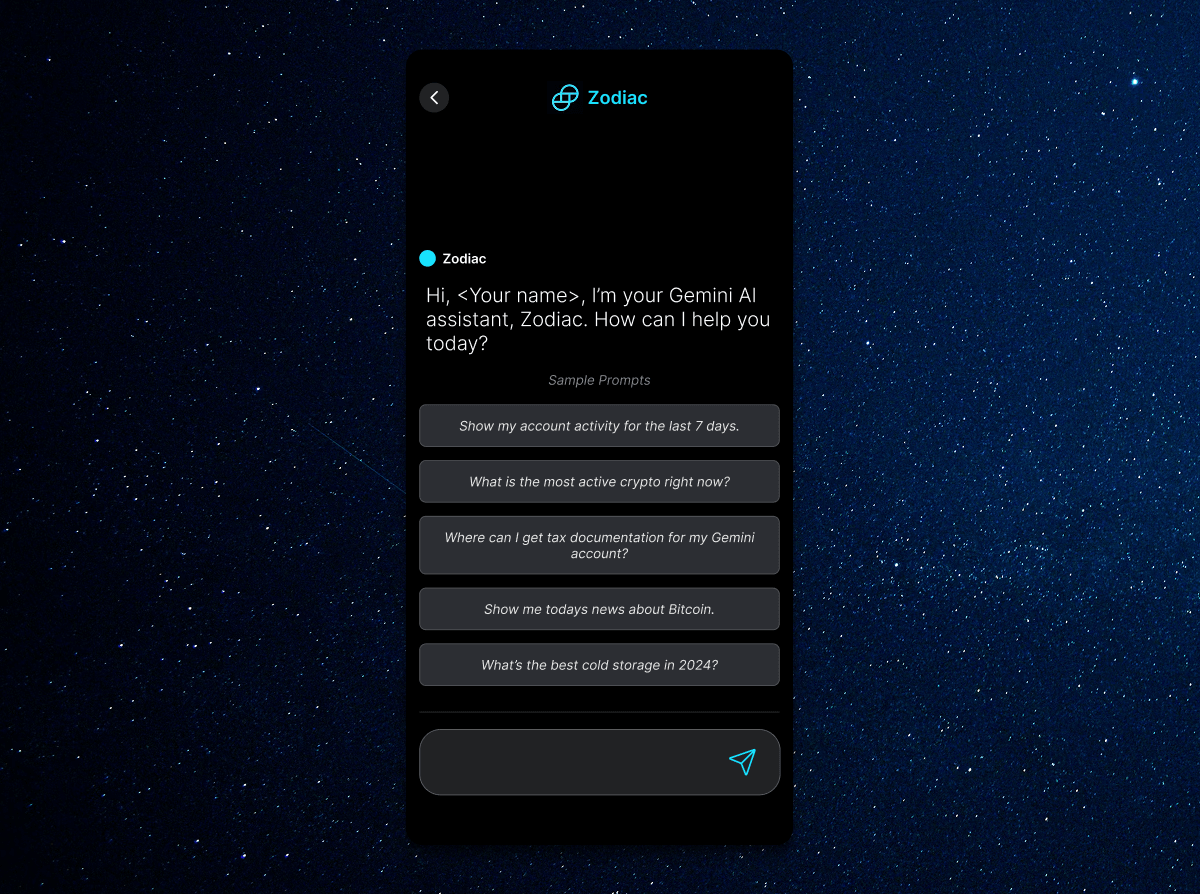 Zodiac
Zodiac
Hi, <Your name>, I’m your Gemini AI
assistant, Zodiac. How can I help you
today?
Sample Prompts
Show my account activity for the last 7 days.
What is the most active crypto right now?
Where can I get tax documentation for my Gemini
account?
Show me todays news about Bitcoin.
What’s the best cold storage in 2024?